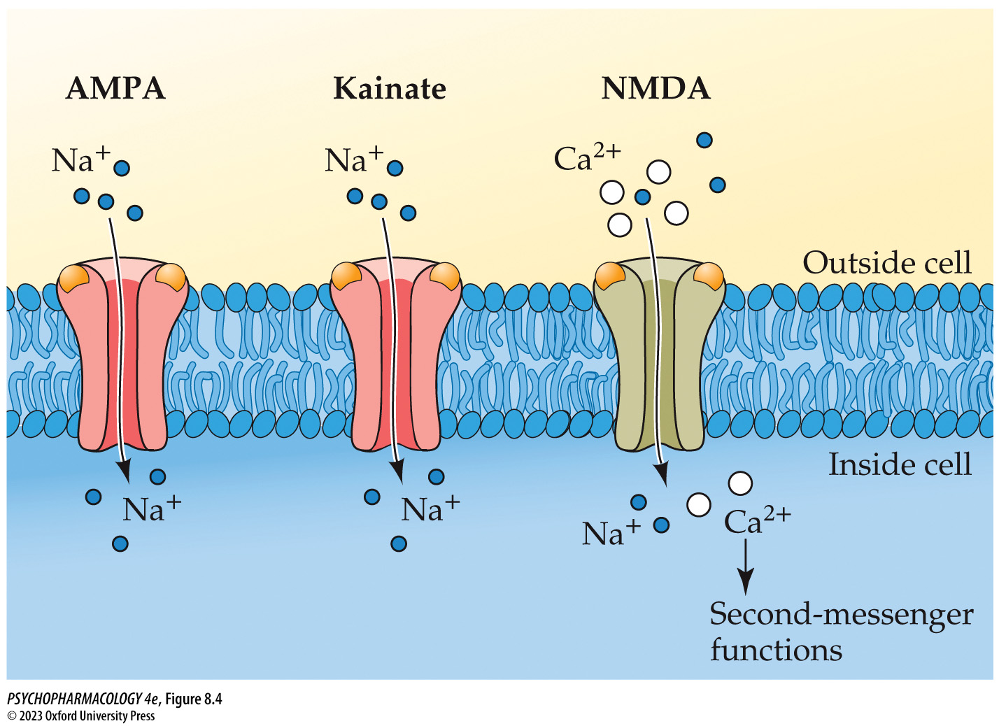 AMPA
Kainate
NMDA
Na⁺
Na⁺
Ca²⁺
Outside cell
Inside cell
Na⁺
Na⁺
Na⁺
Ca²⁺
Second-messenger
functions
PSYCHOPHARMACOLOGY 4e, Figure 8.4
© 2023 Oxford University Press